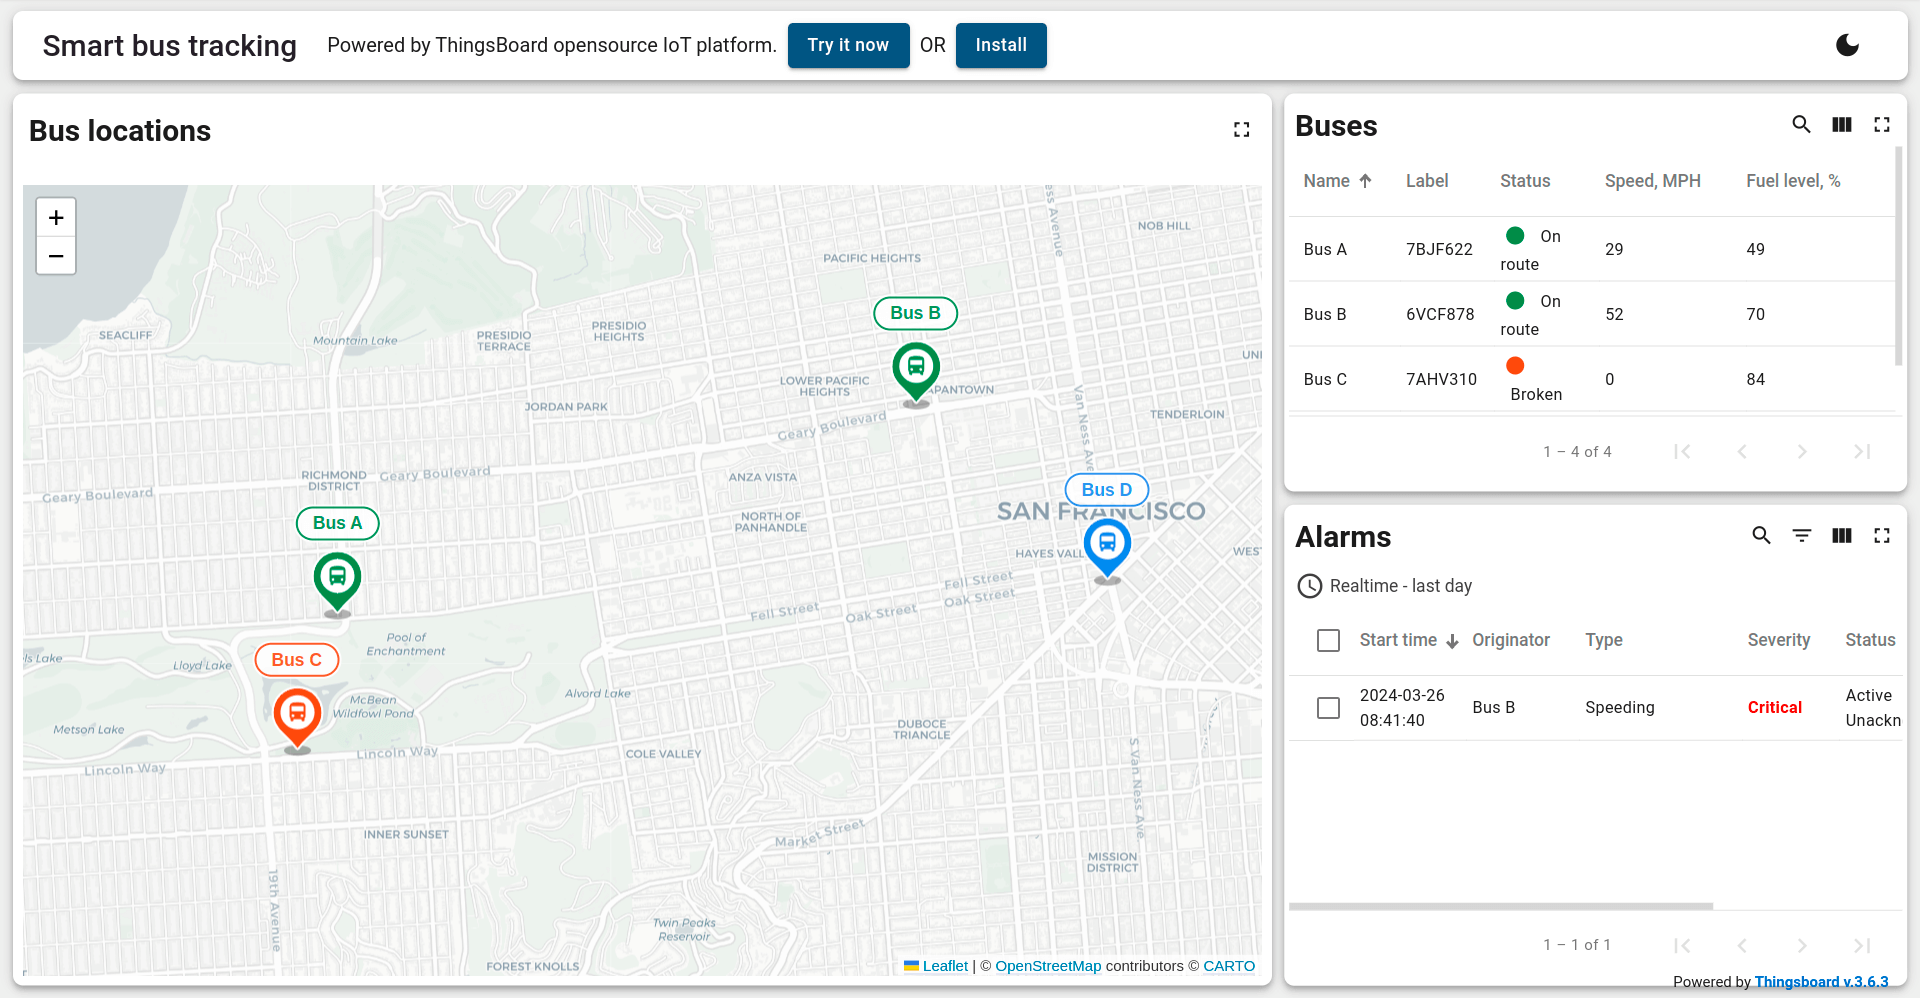 Smart bus tracking
Powered by ThingsBoard opensource IoT platform.
Try it now
OR
Install
Bus locations
+
−
NOB HILL
PACIFIC HEIGHTS
SEACLIFF
Mountain Lake
PRESIDIO
TERRACE
PRESIDIO
HEIGHTS
Bus B
LOWER PACIFIC
HEIGHTS
APANTOWN
JORDAN PARK
Geary Boulevard
Van Ness Ave
TENDERLOIN
RICHMOND
DISTRICT
Geary Boulevard
Geary Boulevard
ANZA VISTA
Bus D
SAN FRANCISCO
NORTH OF
PANHANDLE
Bus A
HAYES VALL
WEST
Fell Street
Oak Street
Fell Street
Oak Street
Pool of
Enchantment
ls Lake
Lloyd Lake
Bus C
Alvord Lake
McBean
Wildfowl Pond
Metson Lake
DUBOCE
TRIANGLE
Lincoln Way
Lincoln Way
COLE VALLEY
S Van Ness Ave
INNER SUNSET
Market Street
MISSION
DISTRICT
19th Avenue
Twin Peaks
Reservoir
FOREST KNOLLS
Leaflet | © OpenStreetMap contributors © CARTO
Buses
Name Label Status Speed, MPH Fuel level, %
Bus A 7BJF622 On route 29 49
Bus B 6VCF878 On route 52 70
Bus C 7AHV310 Broken 0 84
1 – 4 of 4
Alarms
Realtime - last day
Start time Originator Type Severity Status
2024-03-26 08:41:40 Bus B Speeding Critical Active Unackn
1 – 1 of 1
Powered by Thingsboard v.3.6.3